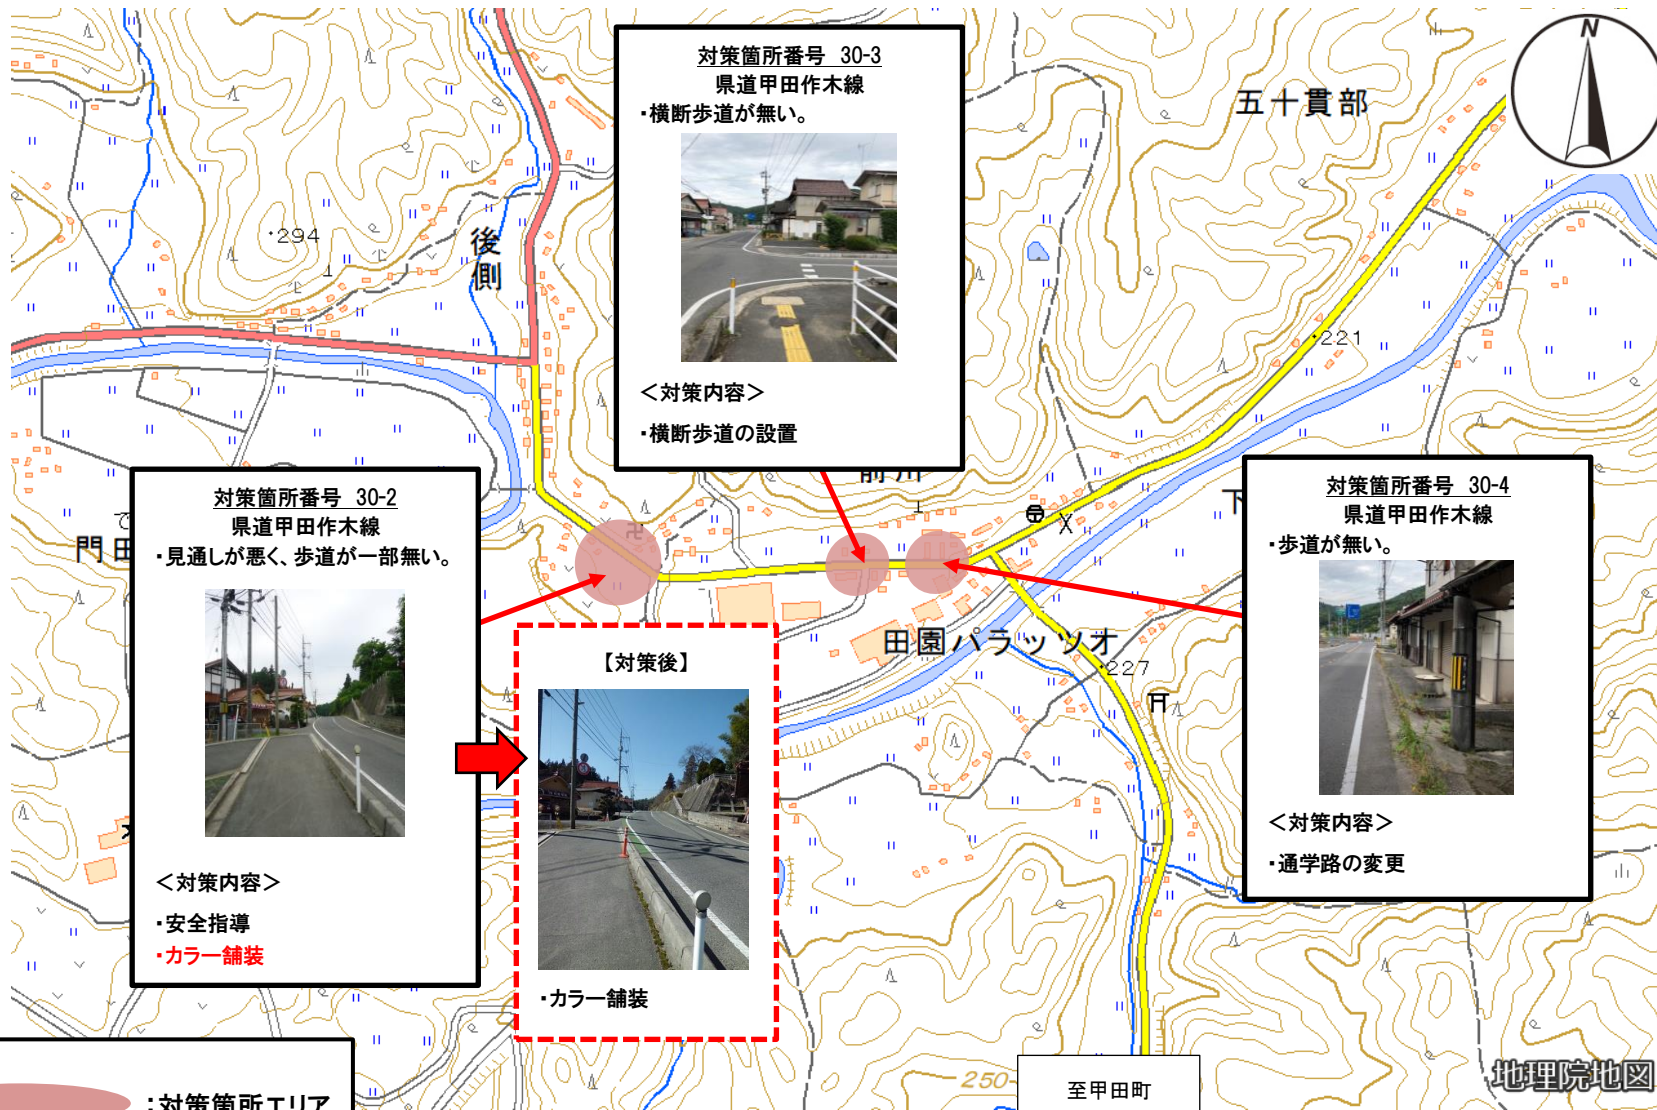 対策箇所番号 30-3
県道甲田作木線
・横断歩道が無い。
<対策内容>
・横断歩道の設置
N
五十貫部
・294
後側
・221
対策箇所番号 30-2
県道甲田作木線
・見通しが悪く、歩道が一部無い。
<対策内容>
・安全指導
・カラー舗装
門田
【対策後】
・カラー舗装
田園パラッツオ
・227
下
対策箇所番号 30-4
県道甲田作木線
・歩道が無い。
<対策内容>
・通学路の変更
250
至甲田町
地理院地図
:対策箇所エリア